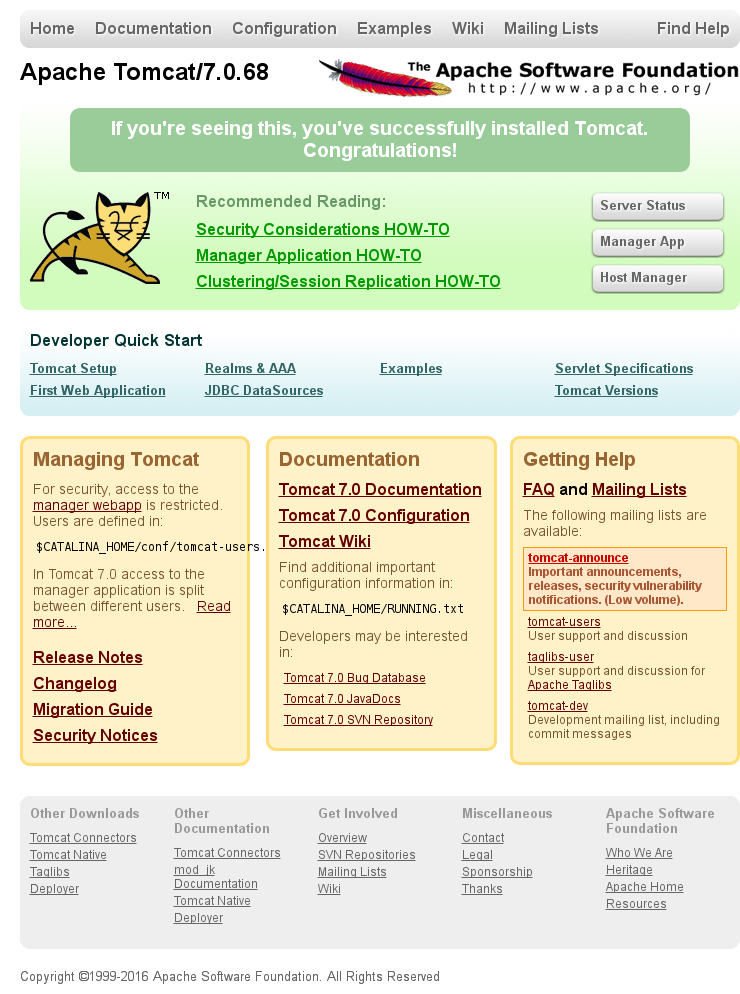 Home Documentation Configuration Examples Wiki Mailing Lists Find Help
Apache Tomcat/7.0.68
The Apache Software Foundation
http://www.apache.org/
If you're seeing this, you've successfully installed Tomcat.
Congratulations!
TM
Recommended Reading:
Security Considerations HOW-TO
Manager Application HOW-TO
Clustering/Session Replication HOW-TO
Server Status
Manager App
Host Manager
Developer Quick Start
Tomcat Setup
First Web Application
Realms & AAA
JDBC DataSources
Examples
Servlet Specifications
Tomcat Versions
Managing Tomcat
For security, access to the
manager webapp is restricted.
Users are defined in:
$CATALINA_HOME/conf/tomcat-users.
In Tomcat 7.0 access to the
manager application is split
between different users. Read
more...
Release Notes
Changelog
Migration Guide
Security Notices
Documentation
Tomcat 7.0 Documentation
Tomcat 7.0 Configuration
Tomcat Wiki
Find additional important
configuration information in:
$CATALINA_HOME/RUNNING.txt
Developers may be interested
in:
Tomcat 7.0 Bug Database
Tomcat 7.0 JavaDocs
Tomcat 7.0 SVN Repository
Getting Help
FAQ and Mailing Lists
The following mailing lists are
available:
tomcat-announce
Important announcements,
releases, security vulnerability
notifications. (Low volume).
tomcat-users
User support and discussion
taglibs-user
User support and discussion for
Apache Taglibs
tomcat-dev
Development mailing list, including
commit messages
Other Downloads
Tomcat Connectors
Tomcat Native
Taglibs
Deployer
Other
Documentation
Tomcat Connectors
mod_jk
Documentation
Tomcat Native
Deployer
Get Involved
Overview
SVN Repositories
Mailing Lists
Wiki
Miscellaneous
Contact
Legal
Sponsorship
Thanks
Apache Software
Foundation
Who We Are
Heritage
Apache Home
Resources
Copyright ©1999-2016 Apache Software Foundation. All Rights Reserved